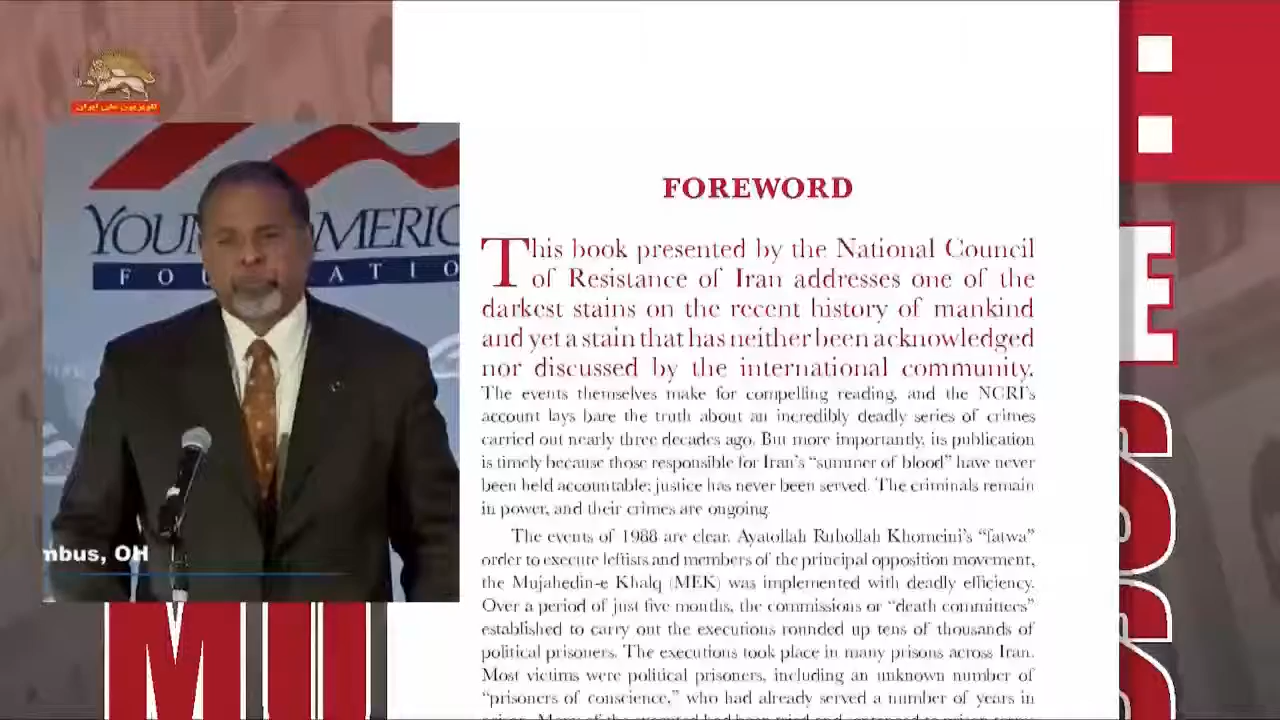 تلویزیون ملی ایران
YOUN AMERIC
FOU ATIO
mbus, OH
FOREWORD
This book presented by the National Council
of Resistance of Iran addresses one of the
darkest stains on the recent history of mankind
and yet a stain that has neither been acknowledged
nor discussed by the international community.
The events themselves make for compelling reading, and the NCRI's
account lays bare the truth about an incredibly deadly series of crimes
carried out nearly three decades ago. But more importantly, its publication
is timely because those responsible for Iran's “summer of blood” have never
been held accountable; justice has never been served. The criminals remain
in power, and their crimes are ongoing.
The events of 1988 are clear. Ayatollah Ruhollah Khomeini's “fatwa”
order to execute leftists and members of the principal opposition movement,
the Mujahedin-e Khalq (MEK) was implemented with deadly efficiency.
Over a period of just five months, the commissions or “death committees”
established to carry out the executions rounded up tens of thousands of
political prisoners. The executions took place in many prisons across Iran.
Most victims were political prisoners, including an unknown number of
“prisoners of conscience,” who had already served a number of years in